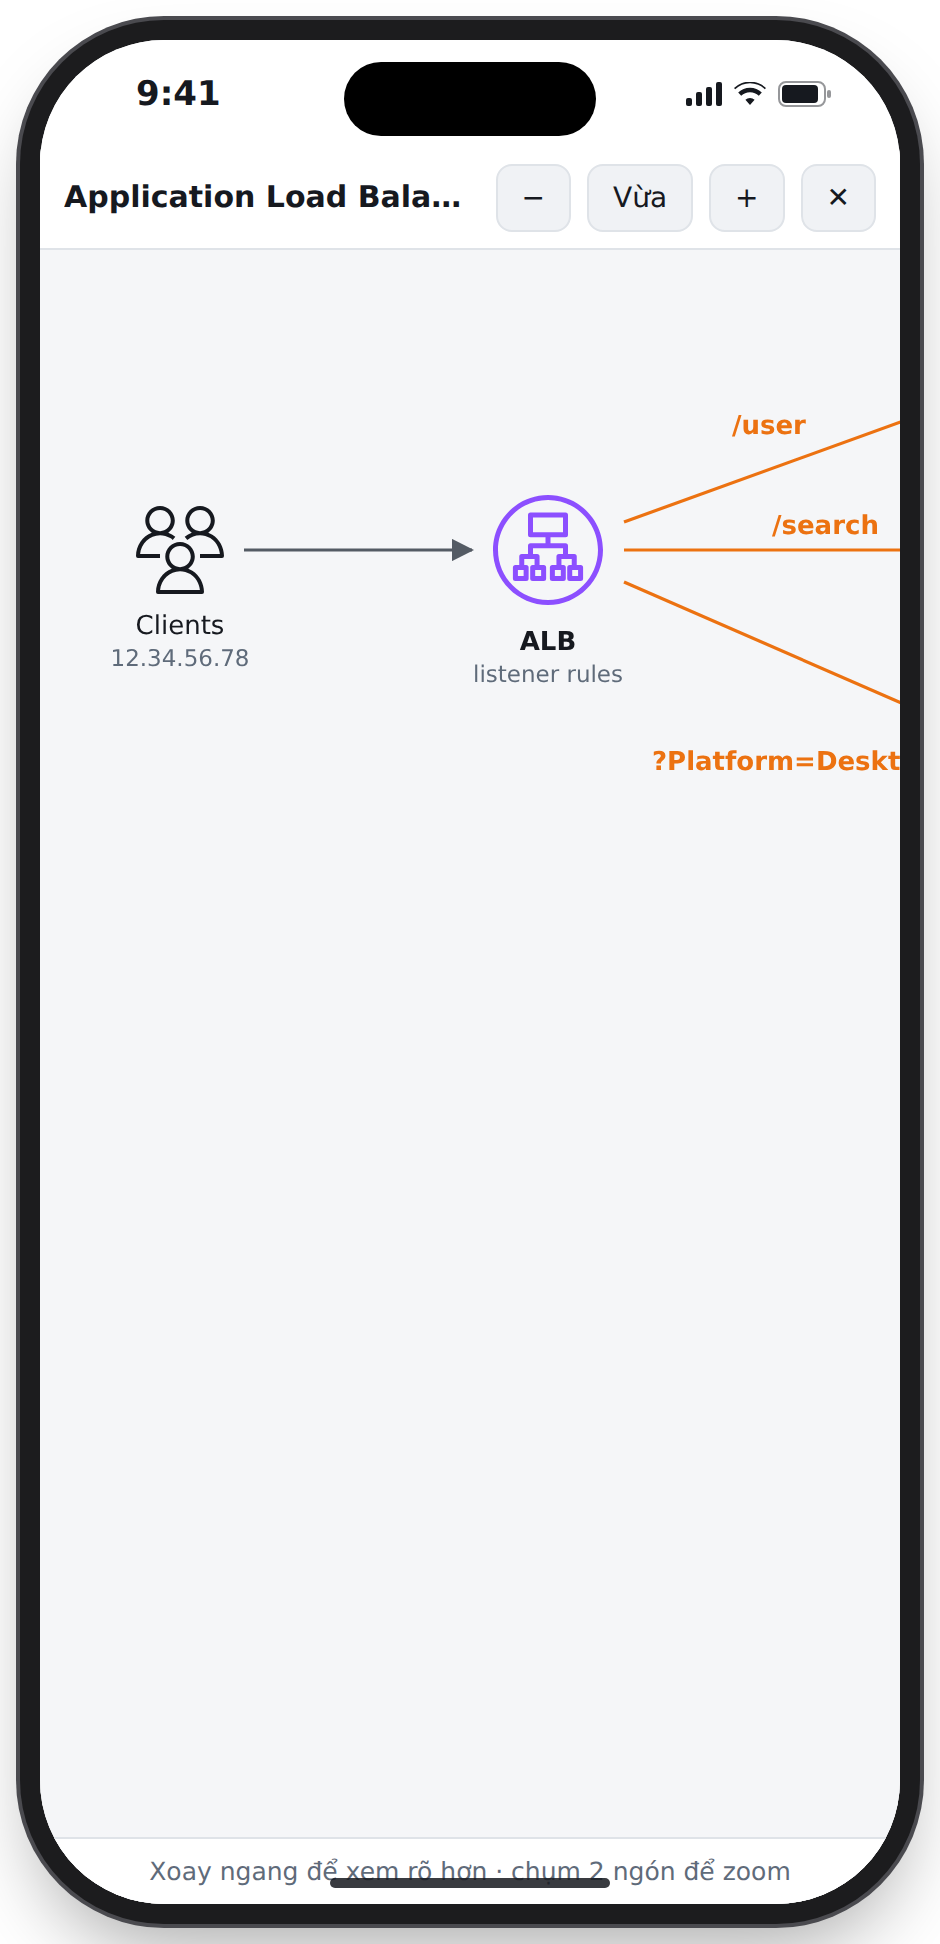 9:41
Application Load Bala...
− Vừa + ✕
/user
/search
Clients
12.34.56.78
ALB
listener rules
?Platform=Deskt
Xoay ngang để xem rõ hơn · chụm 2 ngón để zoom